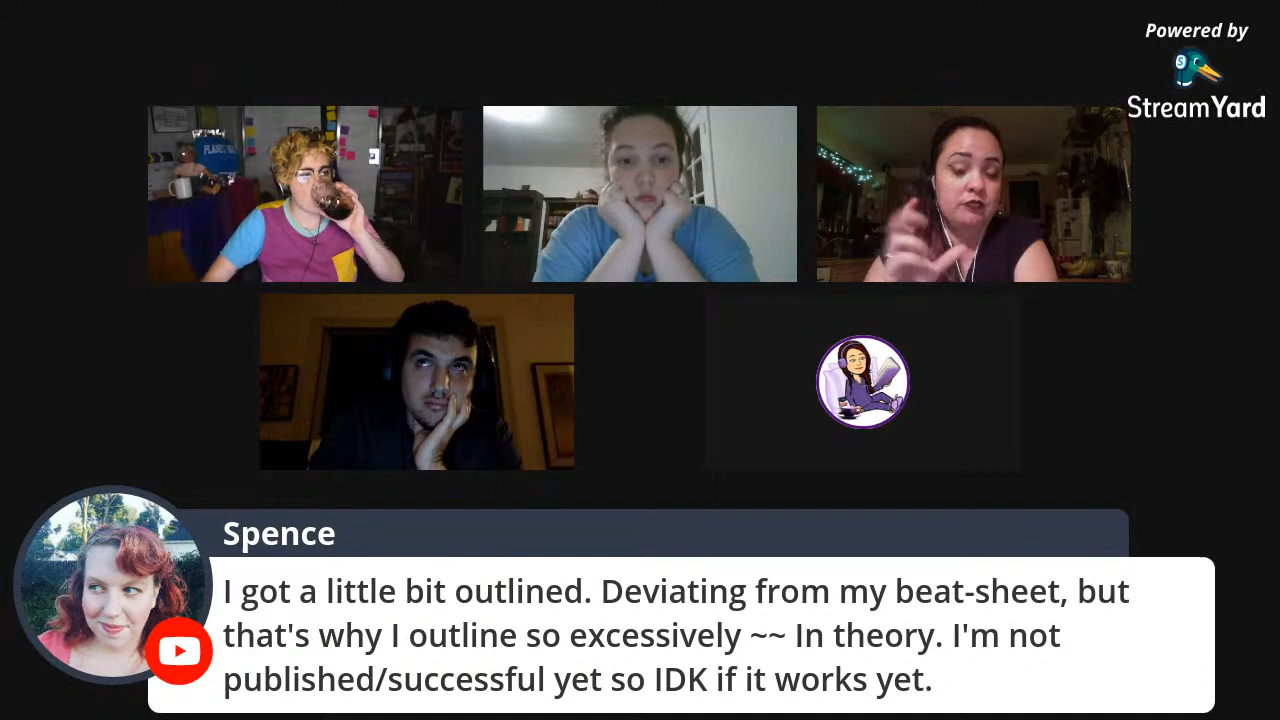 Powered by
StreamYard
Spence
I got a little bit outlined. Deviating from my beat-sheet, but
that's why I outline so excessively ~~ In theory. I'm not
published/successful yet so IDK if it works yet.